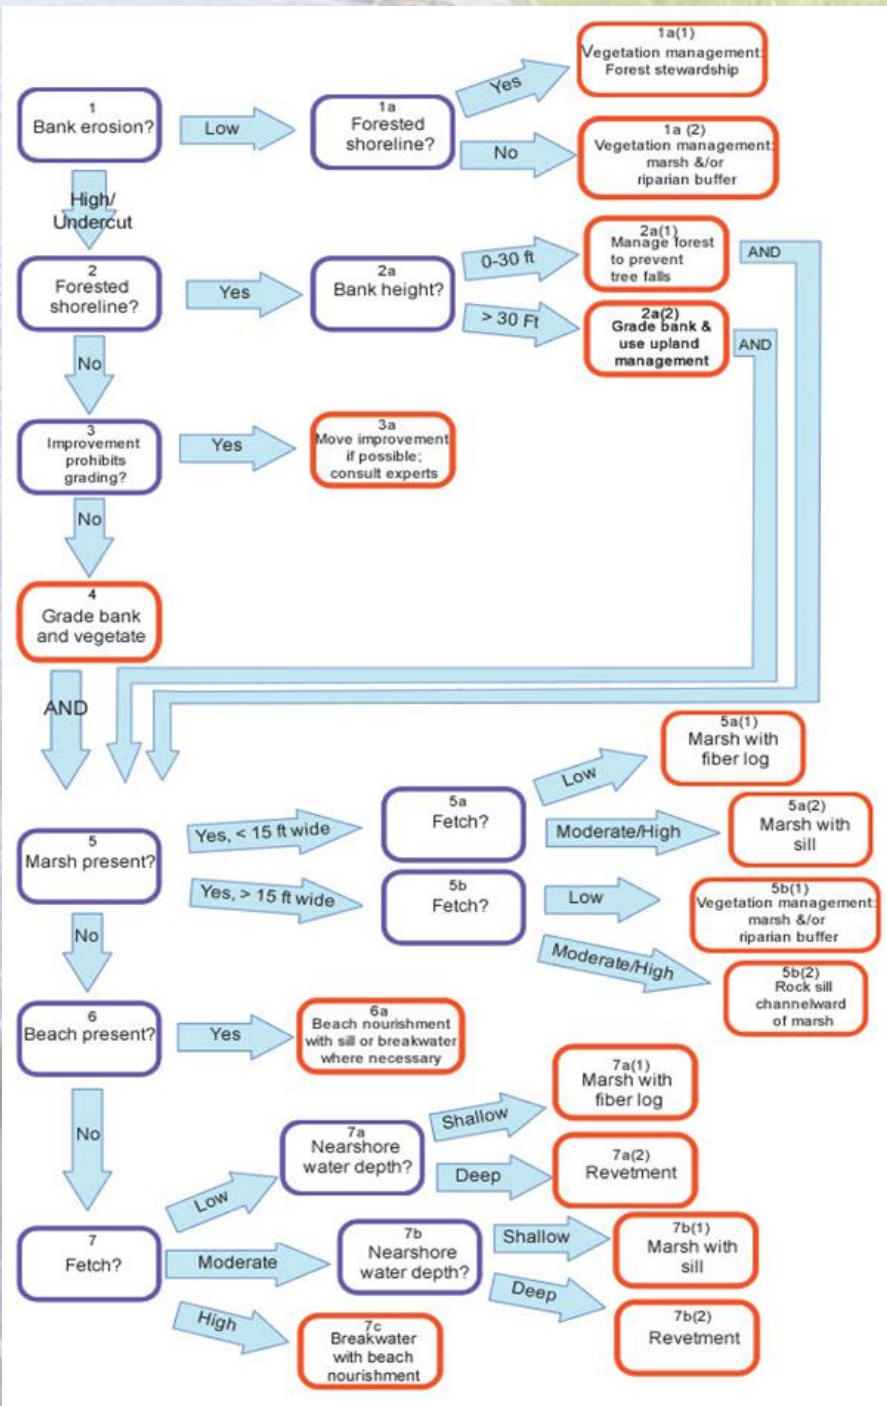 1
Bank erosion?
Low
1a
Forested
shoreline?
Yes
1a(1)
Vegetation management:
Forest stewardship
No
1a (2)
Vegetation management:
marsh &/or
riparian buffer
High/
Undercut
2
Forested
shoreline?
Yes
2a
Bank height?
0-30 ft
2a(1)
Manage forest
to prevent
tree falls
AND
> 30 Ft
2a(2)
Grade bank &
use upland
management
AND
No
3
Improvement
prohibits
grading?
Yes
3a
Move improvement
if possible;
consult experts
No
4
Grade bank
and vegetate
AND
5
Marsh present?
Yes, < 15 ft wide
5a
Fetch?
Low
5a(1)
Marsh with
fiber log
Moderate/High
5a(2)
Marsh with
sill
Yes, > 15 ft wide
5b
Fetch?
Low
5b(1)
Vegetation management:
marsh &/or
riparian buffer
Moderate/High
5b(2)
Rock sill
channelward
of marsh
No
6
Beach present?
Yes
6a
Beach nourishment
with sill or breakwater
where necessary
No
7
Fetch?
Low
7a
Nearshore
water depth?
Shallow
7a(1)
Marsh with
fiber log
Deep
7a(2)
Revetment
Moderate
7b
Nearshore
water depth?
Shallow
7b(1)
Marsh with
sill
Deep
7b(2)
Revetment
High
7c
Breakwater
with beach
nourishment